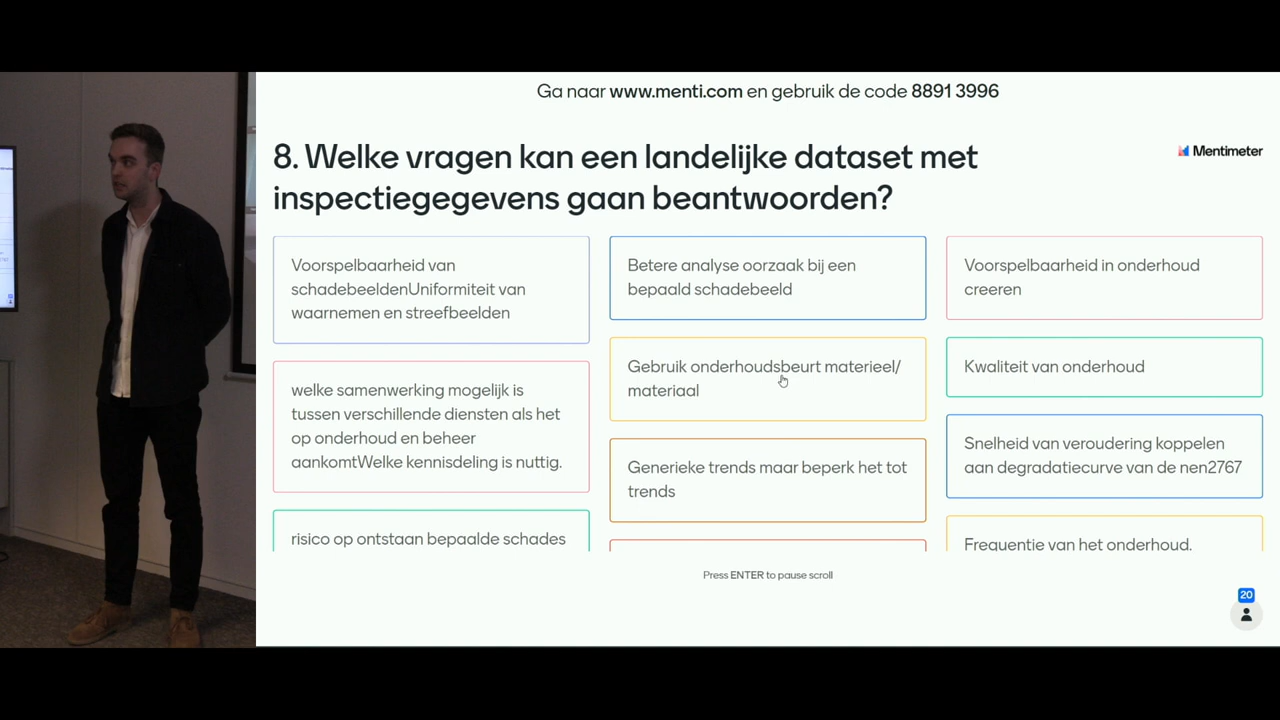 Ga naar www.menti.com en gebruik de code 8891 3996
8. Welke vragen kan een landelijke dataset met
inspectiegegevens gaan beantwoorden?
Mentimeter
Voorspelbaarheid van
schadebeeldenUniformiteit van
waarnemen en streefbeelden
welke samenwerking mogelijk is
tussen verschillende diensten als het
op onderhoud en beheer
aankomtWelke kennisdeling is nuttig.
risico op ontstaan bepaalde schades
Betere analyse oorzaak bij een
bepaald schadebeeld
Gebruik onderhoudsbeurt materieel/
materiaal
Generieke trends maar beperk het tot
trends
Voorspelbaarheid in onderhoud
creeren
Kwaliteit van onderhoud
Snelheid van veroudering koppelen
aan degradatiecurve van de nen2767
Frequentie van het onderhoud.
Press ENTER to pause scroll
20